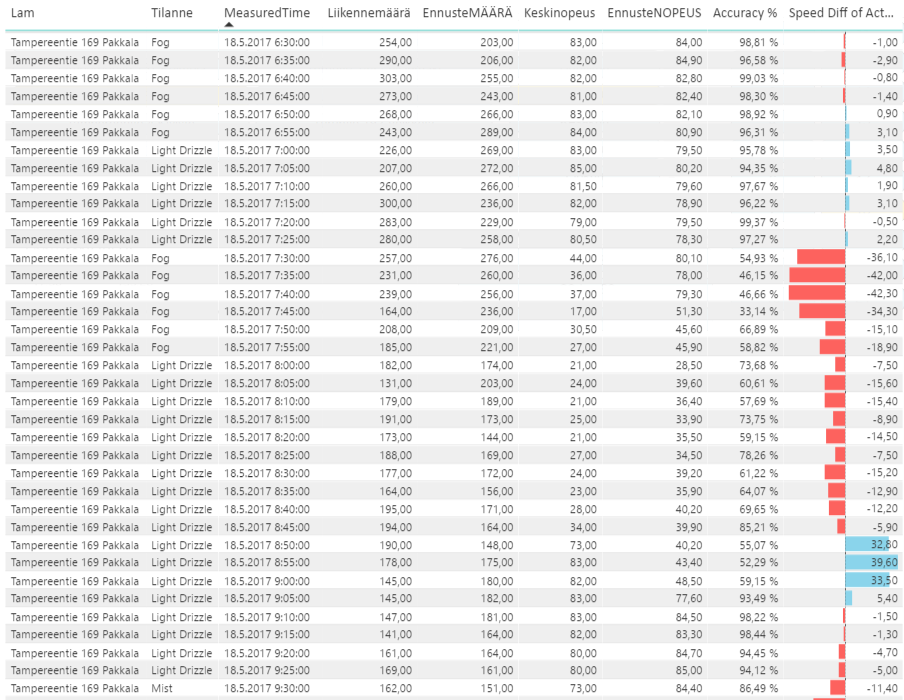 Lam Tilanne MeasuredTime Liikennemäärä EnnusteMÄÄRÄ Keskinopeus EnnusteNOPEUS Accuracy % Speed Diff of Act...
Tampereentie 169 Pakkala Fog 18.5.2017 6:30:00 254,00 203,00 83,00 84,00 98,81 % -1,00
Tampereentie 169 Pakkala Fog 18.5.2017 6:35:00 290,00 206,00 82,00 84,90 96,58 % -2,90
Tampereentie 169 Pakkala Fog 18.5.2017 6:40:00 303,00 255,00 82,00 82,80 99,03 % -0,80
Tampereentie 169 Pakkala Fog 18.5.2017 6:45:00 273,00 243,00 81,00 82,40 98,30 % -1,40
Tampereentie 169 Pakkala Fog 18.5.2017 6:50:00 268,00 266,00 83,00 82,10 98,92 % 0,90
Tampereentie 169 Pakkala Fog 18.5.2017 6:55:00 243,00 289,00 84,00 80,90 96,31 % 3,10
Tampereentie 169 Pakkala Light Drizzle 18.5.2017 7:00:00 226,00 269,00 83,00 79,50 95,78 % 3,50
Tampereentie 169 Pakkala Light Drizzle 18.5.2017 7:05:00 207,00 272,00 85,00 80,20 94,35 % 4,80
Tampereentie 169 Pakkala Light Drizzle 18.5.2017 7:10:00 260,00 266,00 81,50 79,60 97,67 % 1,90
Tampereentie 169 Pakkala Light Drizzle 18.5.2017 7:15:00 300,00 236,00 82,00 78,90 96,22 % 3,10
Tampereentie 169 Pakkala Light Drizzle 18.5.2017 7:20:00 283,00 229,00 79,00 79,50 99,37 % -0,50
Tampereentie 169 Pakkala Light Drizzle 18.5.2017 7:25:00 280,00 258,00 80,50 78,30 97,27 % 2,20
Tampereentie 169 Pakkala Fog 18.5.2017 7:30:00 257,00 276,00 44,00 80,10 54,93 % -36,10
Tampereentie 169 Pakkala Fog 18.5.2017 7:35:00 231,00 260,00 36,00 78,00 46,15 % -42,00
Tampereentie 169 Pakkala Fog 18.5.2017 7:40:00 239,00 256,00 37,00 79,30 46,66 % -42,30
Tampereentie 169 Pakkala Fog 18.5.2017 7:45:00 164,00 236,00 17,00 51,30 33,14 % -34,30
Tampereentie 169 Pakkala Fog 18.5.2017 7:50:00 208,00 209,00 30,50 45,60 66,89 % -15,10
Tampereentie 169 Pakkala Fog 18.5.2017 7:55:00 185,00 221,00 27,00 45,90 58,82 % -18,90
Tampereentie 169 Pakkala Light Drizzle 18.5.2017 8:00:00 182,00 174,00 21,00 28,50 73,68 % -7,50
Tampereentie 169 Pakkala Light Drizzle 18.5.2017 8:05:00 131,00 203,00 24,00 39,60 60,61 % -15,60
Tampereentie 169 Pakkala Light Drizzle 18.5.2017 8:10:00 179,00 189,00 21,00 36,40 57,69 % -15,40
Tampereentie 169 Pakkala Light Drizzle 18.5.2017 8:15:00 191,00 173,00 25,00 33,90 73,75 % -8,90
Tampereentie 169 Pakkala Light Drizzle 18.5.2017 8:20:00 173,00 144,00 21,00 35,50 59,15 % -14,50
Tampereentie 169 Pakkala Light Drizzle 18.5.2017 8:25:00 188,00 169,00 27,00 34,50 78,26 % -7,50
Tampereentie 169 Pakkala Light Drizzle 18.5.2017 8:30:00 177,00 172,00 24,00 39,20 61,22 % -15,20
Tampereentie 169 Pakkala Light Drizzle 18.5.2017 8:35:00 164,00 156,00 23,00 35,90 64,07 % -12,90
Tampereentie 169 Pakkala Light Drizzle 18.5.2017 8:40:00 195,00 171,00 28,00 40,20 69,65 % -12,20
Tampereentie 169 Pakkala Light Drizzle 18.5.2017 8:45:00 194,00 164,00 34,00 39,90 85,21 % -5,90
Tampereentie 169 Pakkala Light Drizzle 18.5.2017 8:50:00 190,00 148,00 73,00 40,20 55,07 % 32,80
Tampereentie 169 Pakkala Light Drizzle 18.5.2017 8:55:00 178,00 175,00 83,00 43,40 52,29 % 39,60
Tampereentie 169 Pakkala Light Drizzle 18.5.2017 9:00:00 145,00 180,00 82,00 48,50 59,15 % 33,50
Tampereentie 169 Pakkala Light Drizzle 18.5.2017 9:05:00 145,00 182,00 83,00 77,60 93,49 % 5,40
Tampereentie 169 Pakkala Light Drizzle 18.5.2017 9:10:00 147,00 181,00 83,00 84,50 98,22 % -1,50
Tampereentie 169 Pakkala Light Drizzle 18.5.2017 9:15:00 141,00 164,00 82,00 83,30 98,44 % -1,30
Tampereentie 169 Pakkala Light Drizzle 18.5.2017 9:20:00 161,00 164,00 80,00 84,70 94,45 % -4,70
Tampereentie 169 Pakkala Light Drizzle 18.5.2017 9:25:00 169,00 161,00 80,00 85,00 94,12 % -5,00
Tampereentie 169 Pakkala Mist 18.5.2017 9:30:00 162,00 151,00 73,00 84,40 86,49 % -11,40